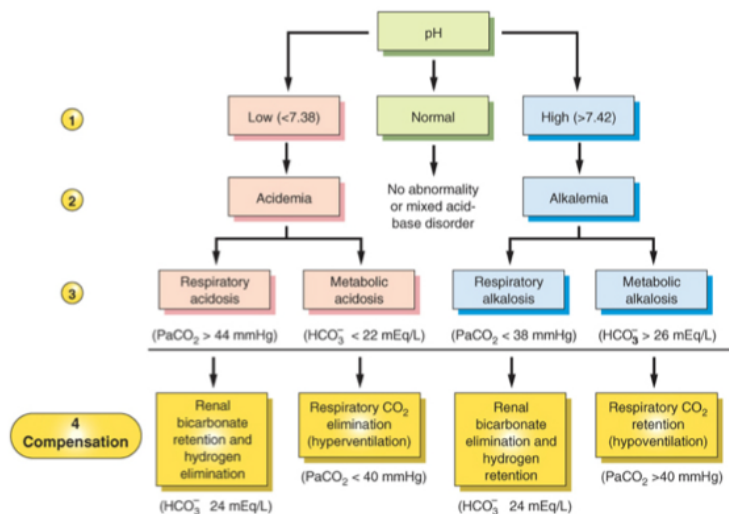 pH
1
Low (<7.38)
Normal
High (>7.42)
2
Acidemia
No abnormality
or mixed acid-
base disorder
Alkalemia
3
Respiratory
acidosis
Metabolic
acidosis
Respiratory
alkalosis
Metabolic
alkalosis
(PaCO₂ > 44 mmHg)
(HCO₃⁻ < 22 mEq/L)
(PaCO₂ < 38 mmHg)
(HCO₃⁻ > 26 mEq/L)
4
Compensation
Renal
bicarbonate
retention and
hydrogen
elimination
Respiratory CO₂
elimination
(hyperventilation)
Renal
bicarbonate
elimination and
hydrogen
retention
Respiratory CO₂
retention
(hypoventilation)
(PaCO₂ < 40 mmHg)
(PaCO₂ >40 mmHg)
(HCO₃⁻ 24 mEq/L)
(HCO₃⁻ 24 mEq/L)